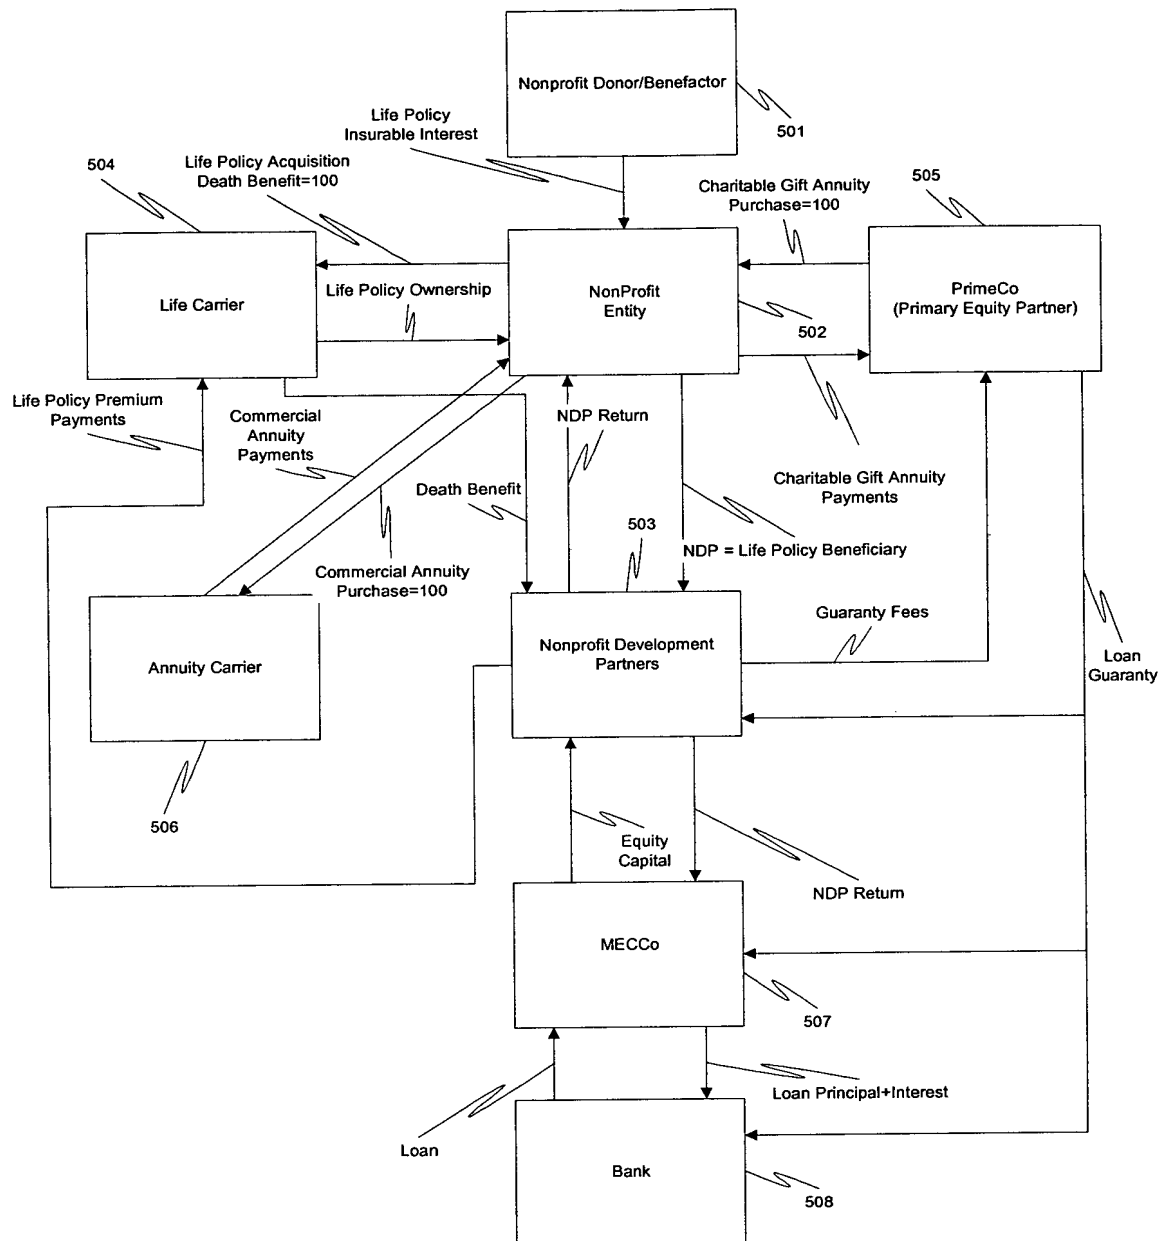 Nonprofit Donor/Benefactor
501
Life Policy
Insurable Interest
504
Life Policy Acquisition
Death Benefit=100
Charitable Gift Annuity
Purchase=100
505
Life Carrier
Life Policy Ownership
NonProfit
Entity
502
PrimeCo
(Primary Equity Partner)
Life Policy Premium
Payments
Commercial
Annuity
Payments
NDP Return
Charitable Gift Annuity
Payments
Death Benefit
503
NDP = Life Policy Beneficiary
Commercial Annuity
Purchase=100
Guaranty Fees
Annuity Carrier
Nonprofit Development
Partners
Loan
Guaranty
506
Equity
Capital
NDP Return
MECCo
507
Loan Principal+Interest
Loan
Bank
508